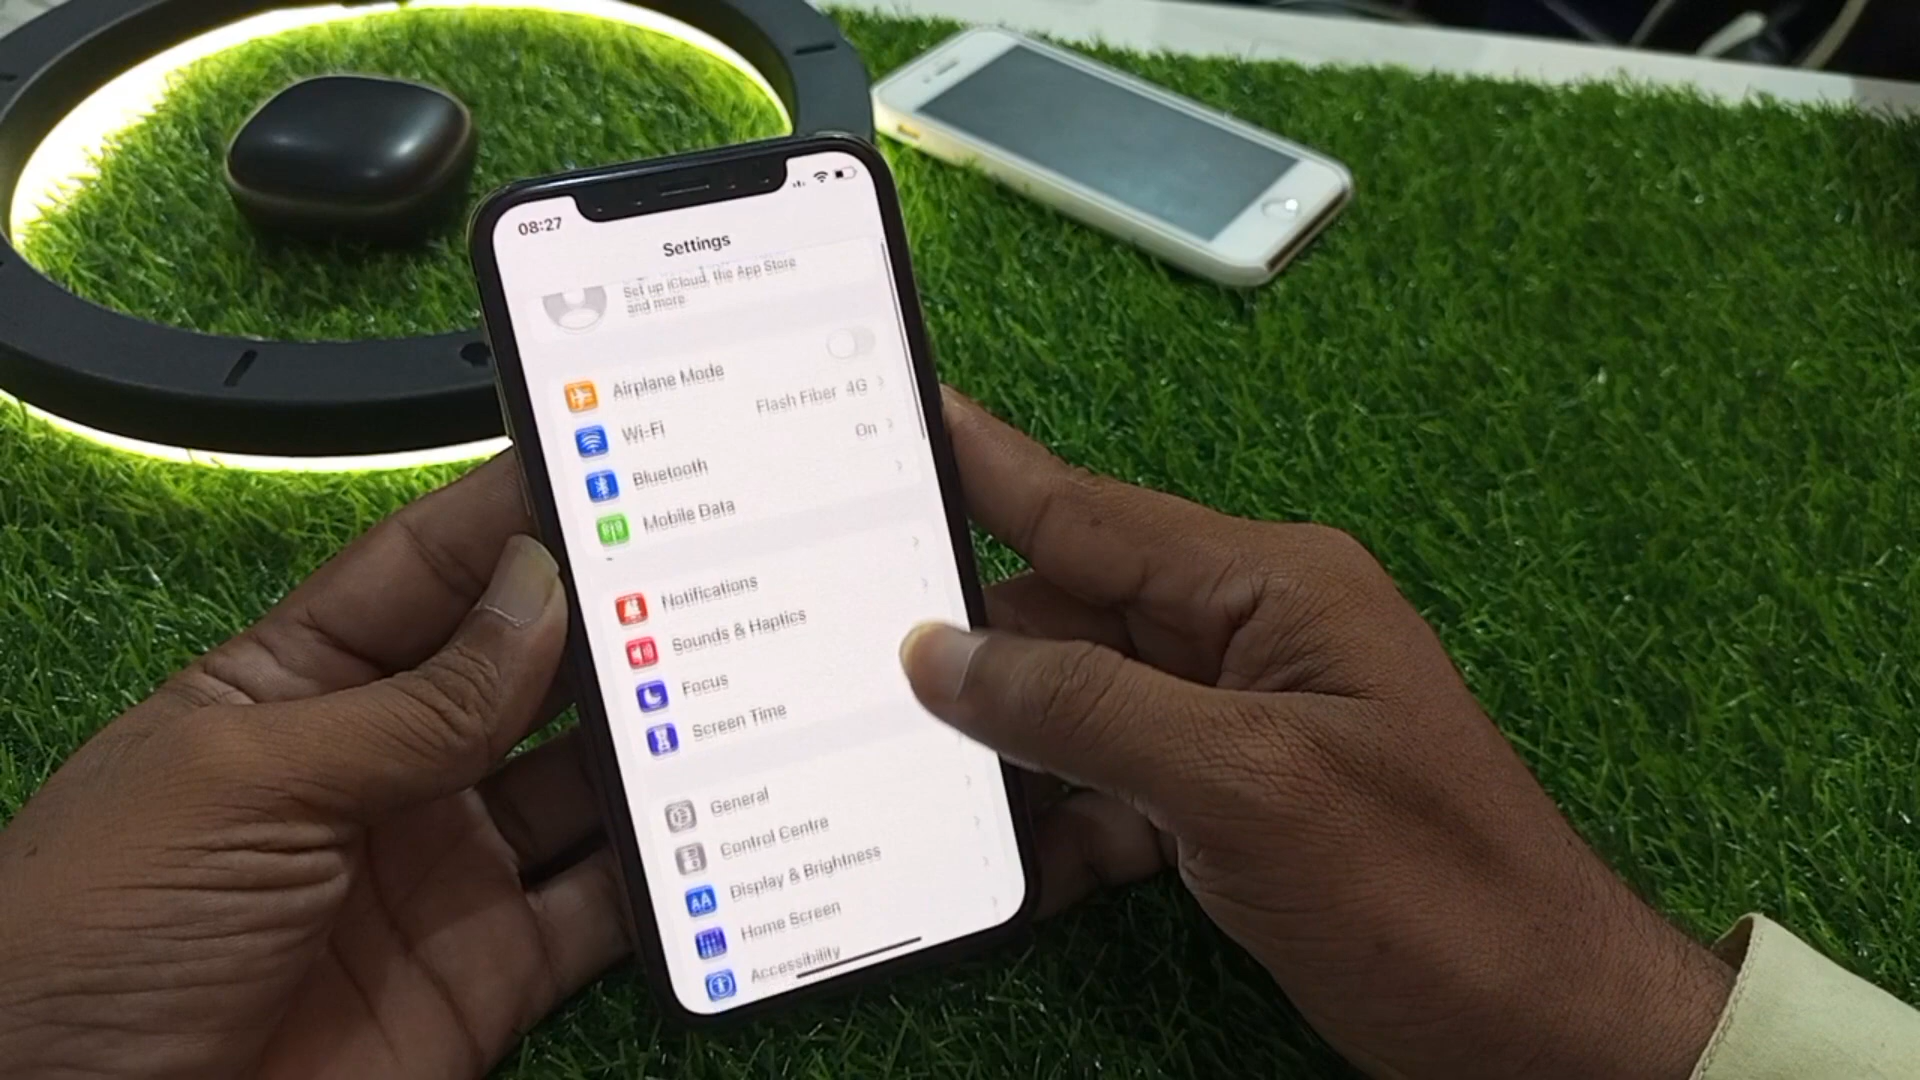 08:27
Settings
Set up iCloud, the App Store
and more.
Airplane Mode
Wi-Fi Flash Fiber 4G
Bluetooth On
Mobile Data
Notifications
Sounds & Haptics
Focus
Screen Time
General
Control Centre
Display & Brightness
AA
Home Screen
Accessibility